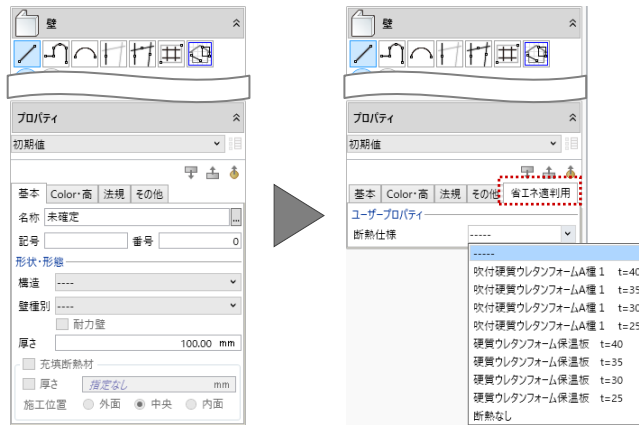 壁
プロパティ
初期値
基本 Color・高 法規 その他
名称 未確定 ...
記号 番号 0
形状・形態
構造 ----
壁種別 ----
耐力壁
厚さ 100.00 mm
充填断熱材
厚さ 指定なし mm
施工位置 外面 中央 内面
壁
プロパティ
初期値
基本 Color・高 法規 その他 省エネ適判用
ユーザープロパティ
断熱仕様 -----
-----
吹付硬質ウレタンフォームA種1 t=40
吹付硬質ウレタンフォームA種1 t=35
吹付硬質ウレタンフォームA種1 t=30
吹付硬質ウレタンフォームA種1 t=25
硬質ウレタンフォーム保温板 t=40
硬質ウレタンフォーム保温板 t=35
硬質ウレタンフォーム保温板 t=30
硬質ウレタンフォーム保温板 t=25
断熱なし